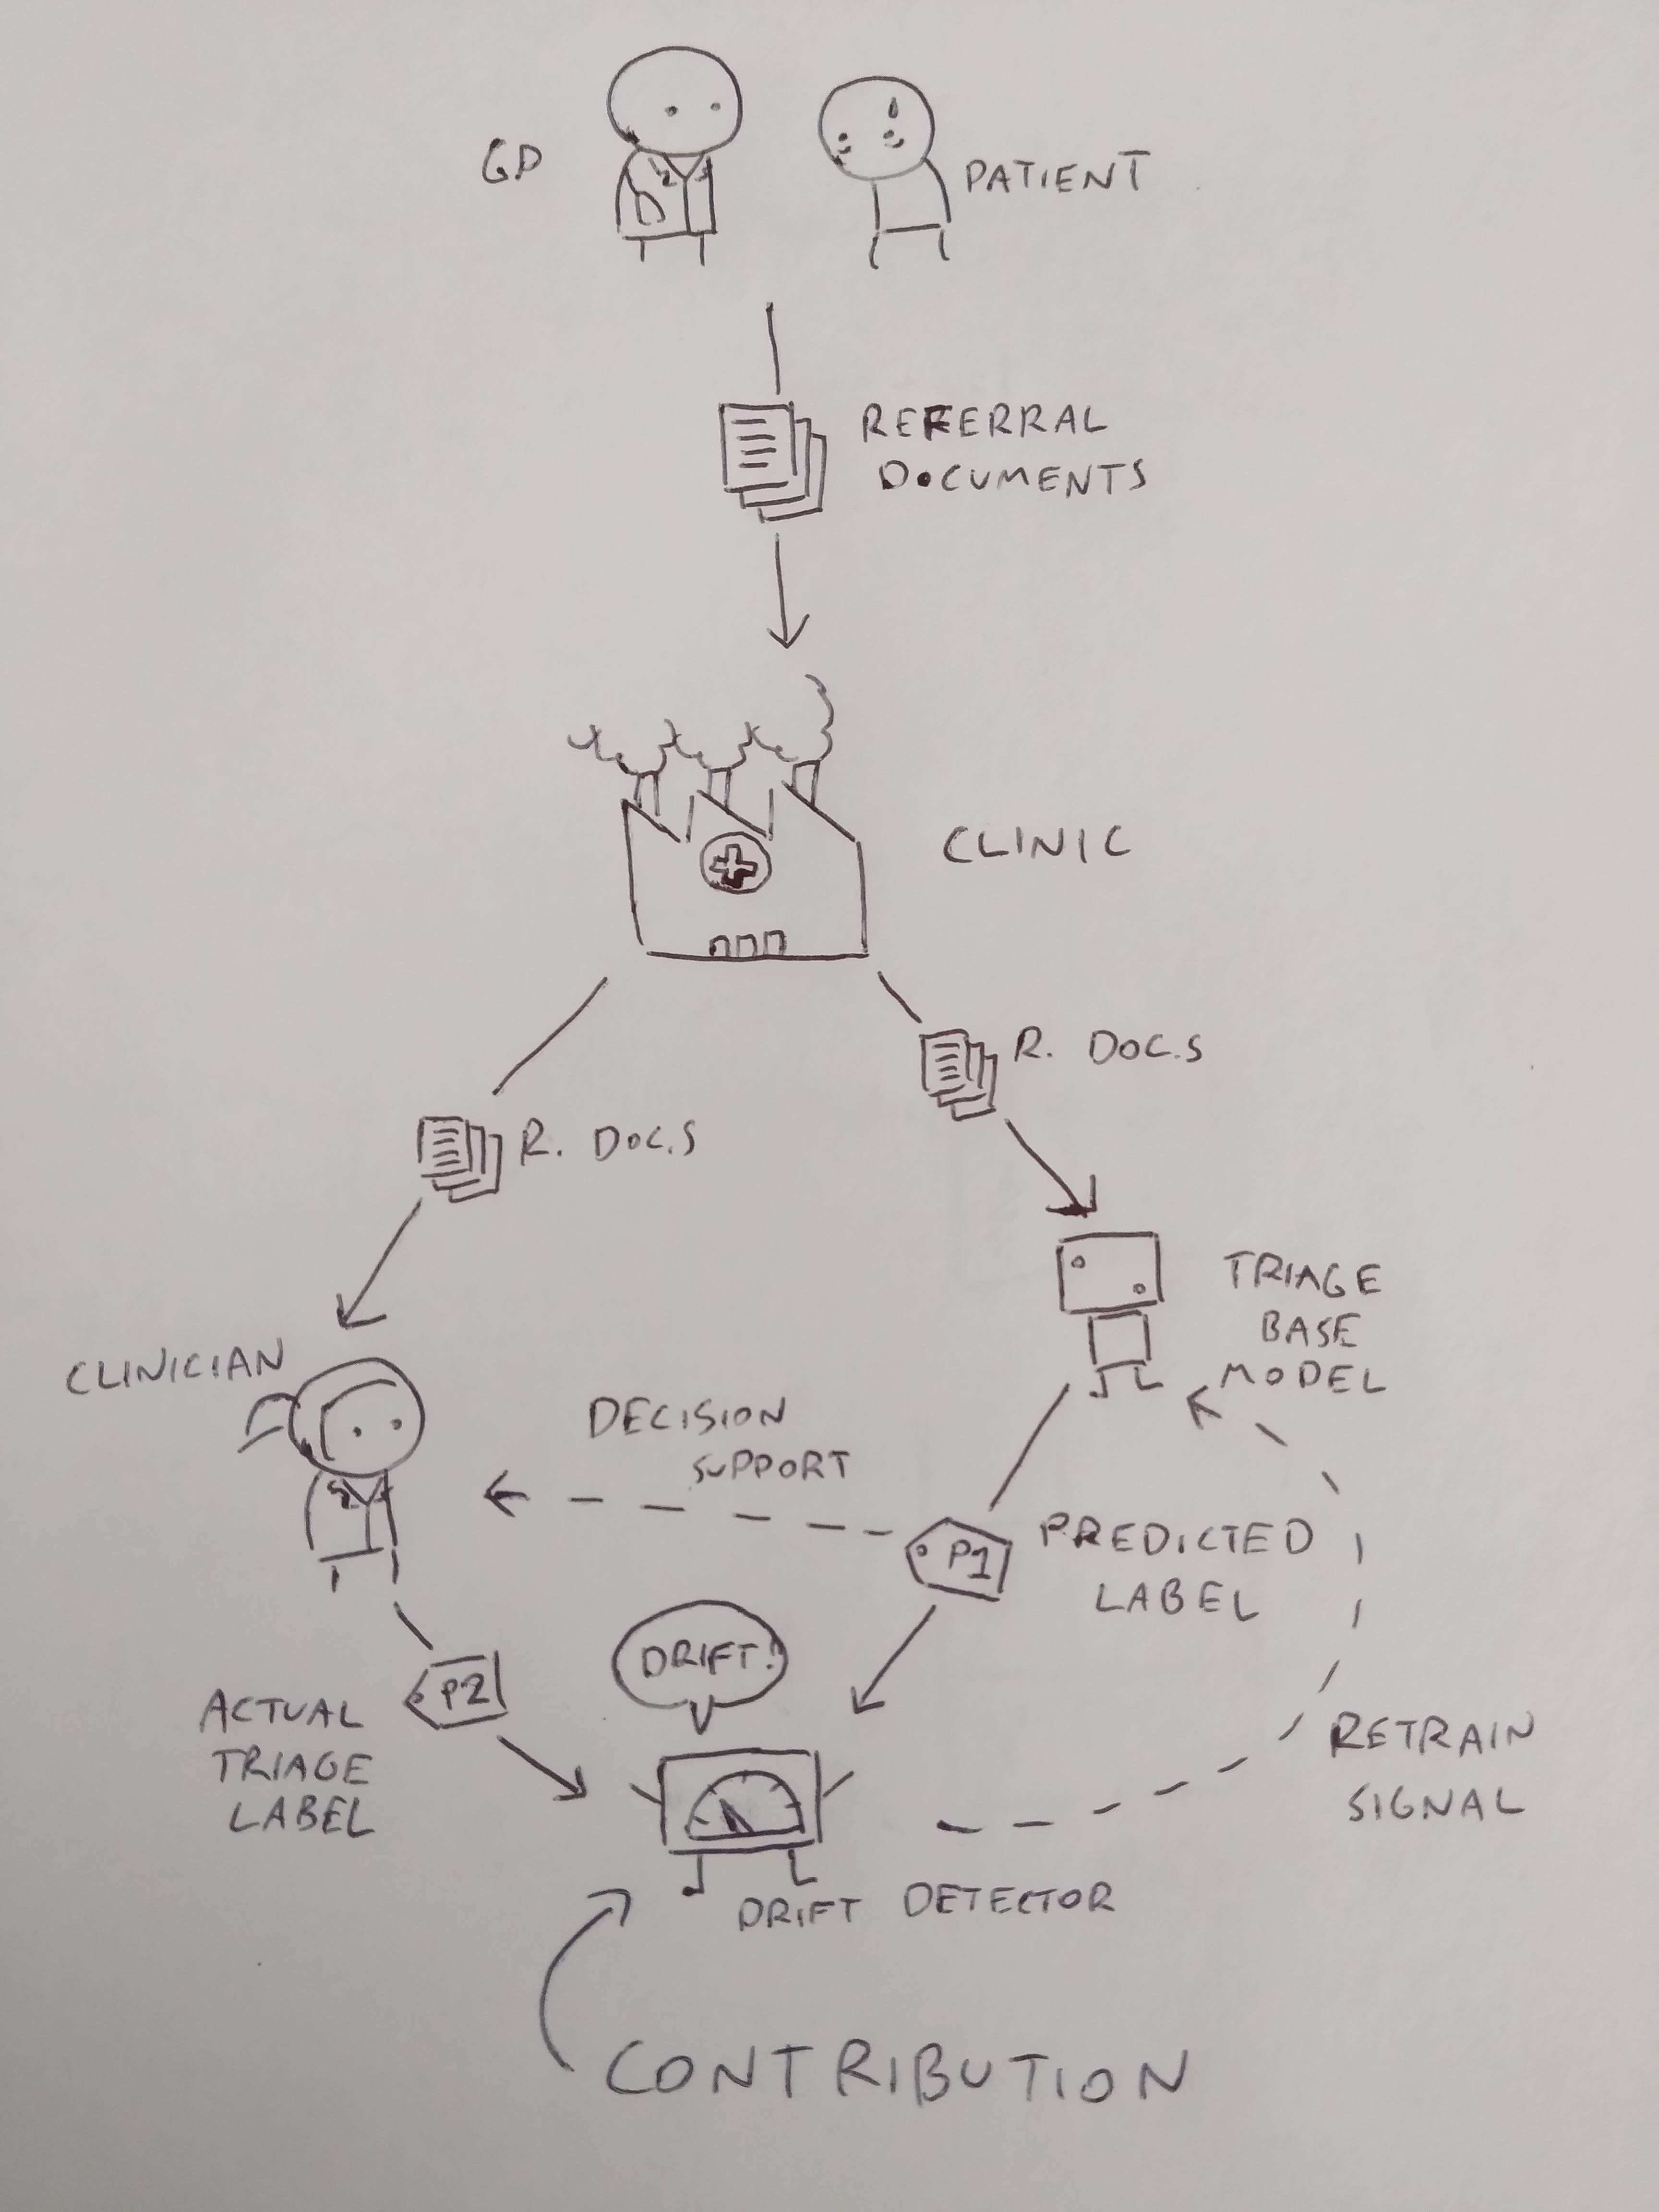 GP
PATIENT
REFERRAL
DOCUMENTS
CLINIC
R. DOC.S
R. DOC.S
TRIAGE
BASE
MODEL
CLINICIAN
DECISION
SUPPORT
P1
PREDICTED
LABEL
DRIFT!
P2
ACTUAL
TRIAGE
LABEL
RETRAIN
SIGNAL
DRIFT DETECTOR
CONTRIBUTION